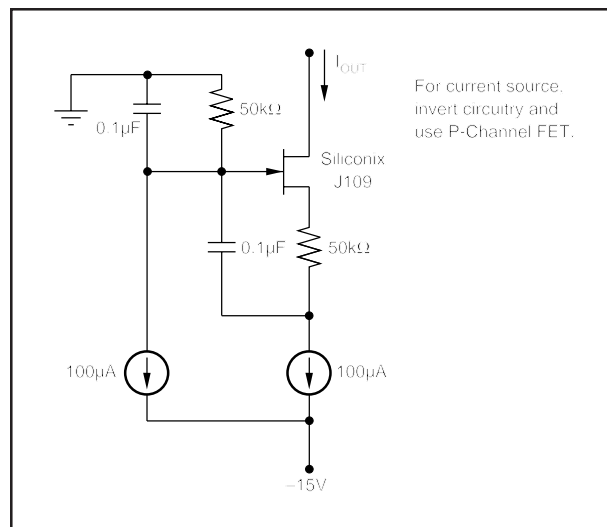 I_OUT
0.1µF
50kΩ
For current source,
invert circuitry and
use P-Channel FET.
Siliconix
J109
0.1µF
50kΩ
100µA
100µA
–15V